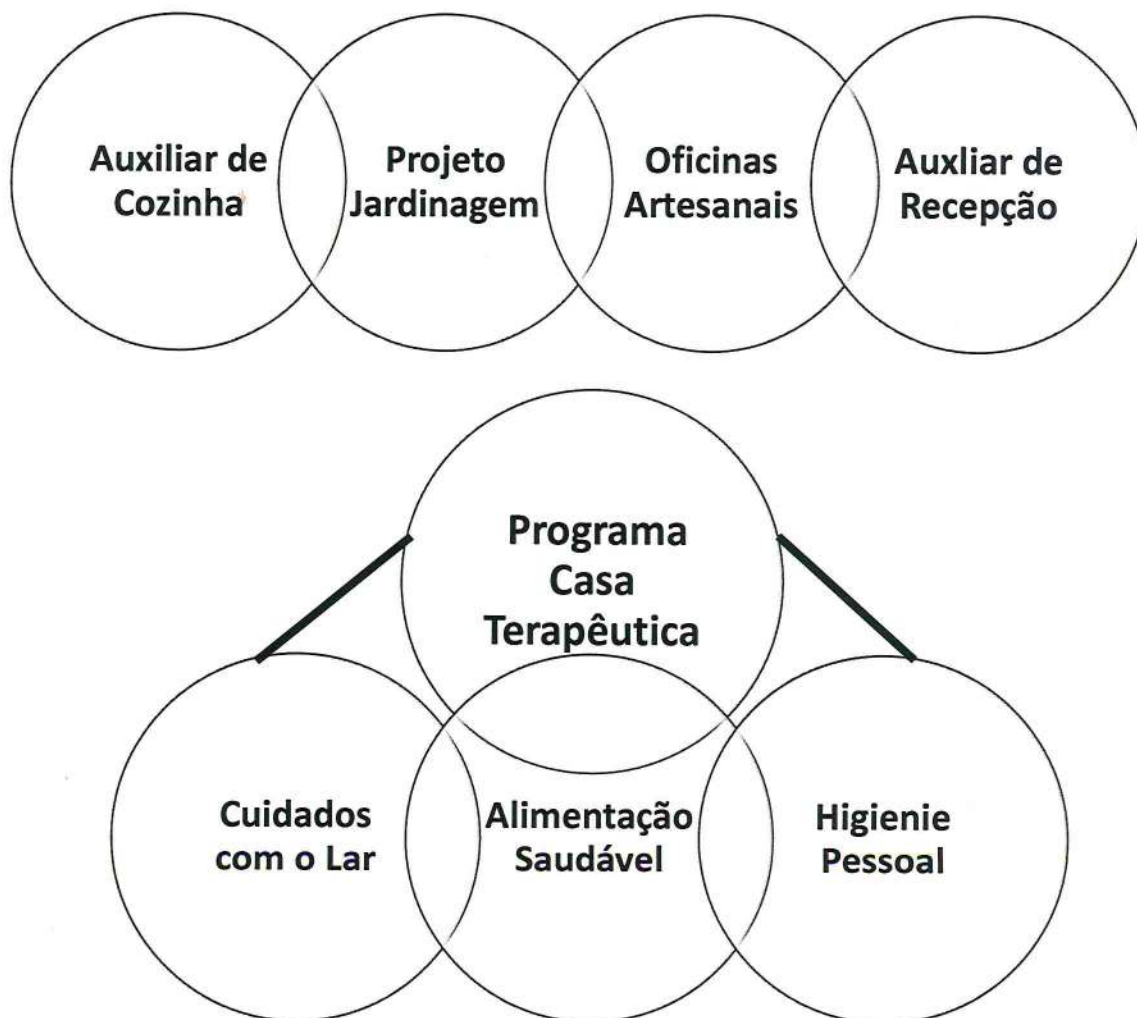 Auxiliar de
Cozinha
Projeto
Jardinagem
Oficinas
Artesanais
Auxliar de
Recepção
Programa
Casa
Terapêutica
Cuidados
com o Lar
Alimentação
Saudável
Higienie
Pessoal